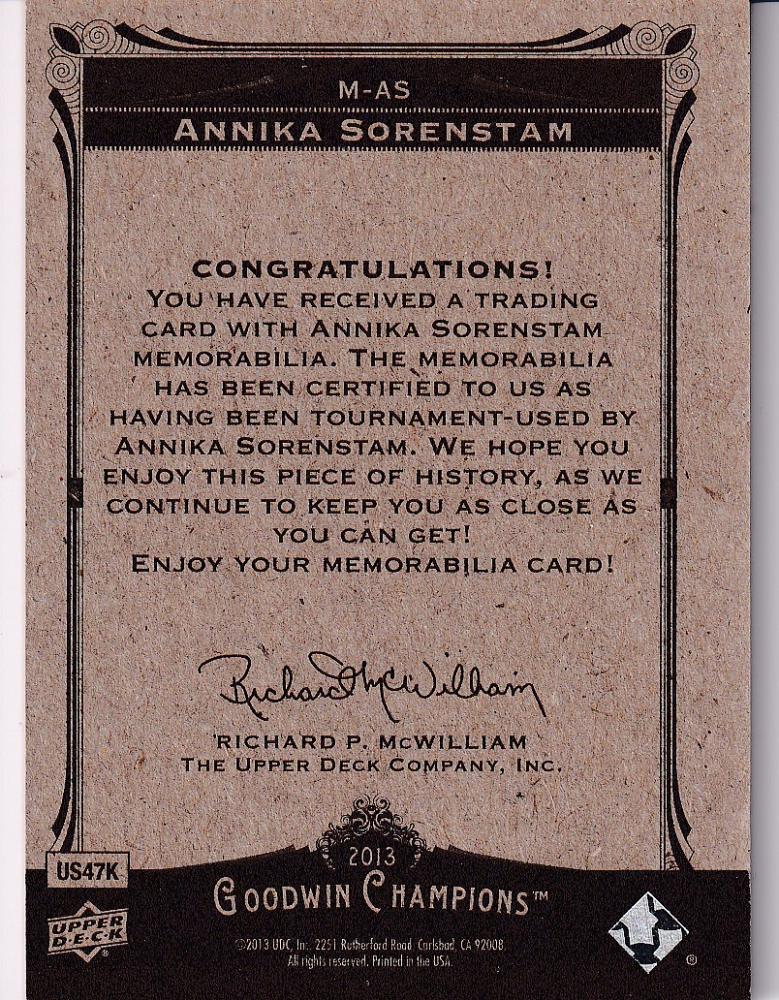 M-AS
ANNIKA SORENSTAM
CONGRATULATIONS!
YOU HAVE RECEIVED A TRADING
CARD WITH ANNIKA SORENSTAM
MEMORABILIA. THE MEMORABILIA
HAS BEEN CERTIFIED TO US AS
HAVING BEEN TOURNAMENT-USED BY
ANNIKA SORENSTAM. WE HOPE YOU
ENJOY THIS PIECE OF HISTORY, AS WE
CONTINUE TO KEEP YOU AS CLOSE AS
YOU CAN GET!
ENJOY YOUR MEMORABILIA CARD!
Richard McWilliam
RICHARD P. McWILLIAM
THE UPPER DECK COMPANY, INC.
2013
GOODWIN CHAMPIONS™
US47K
UPPER
D·E·C·K
©2013 UDC, Inc. 2251 Rutherford Road, Carlsbad, CA 92008.
All rights reserved. Printed in the USA.
®